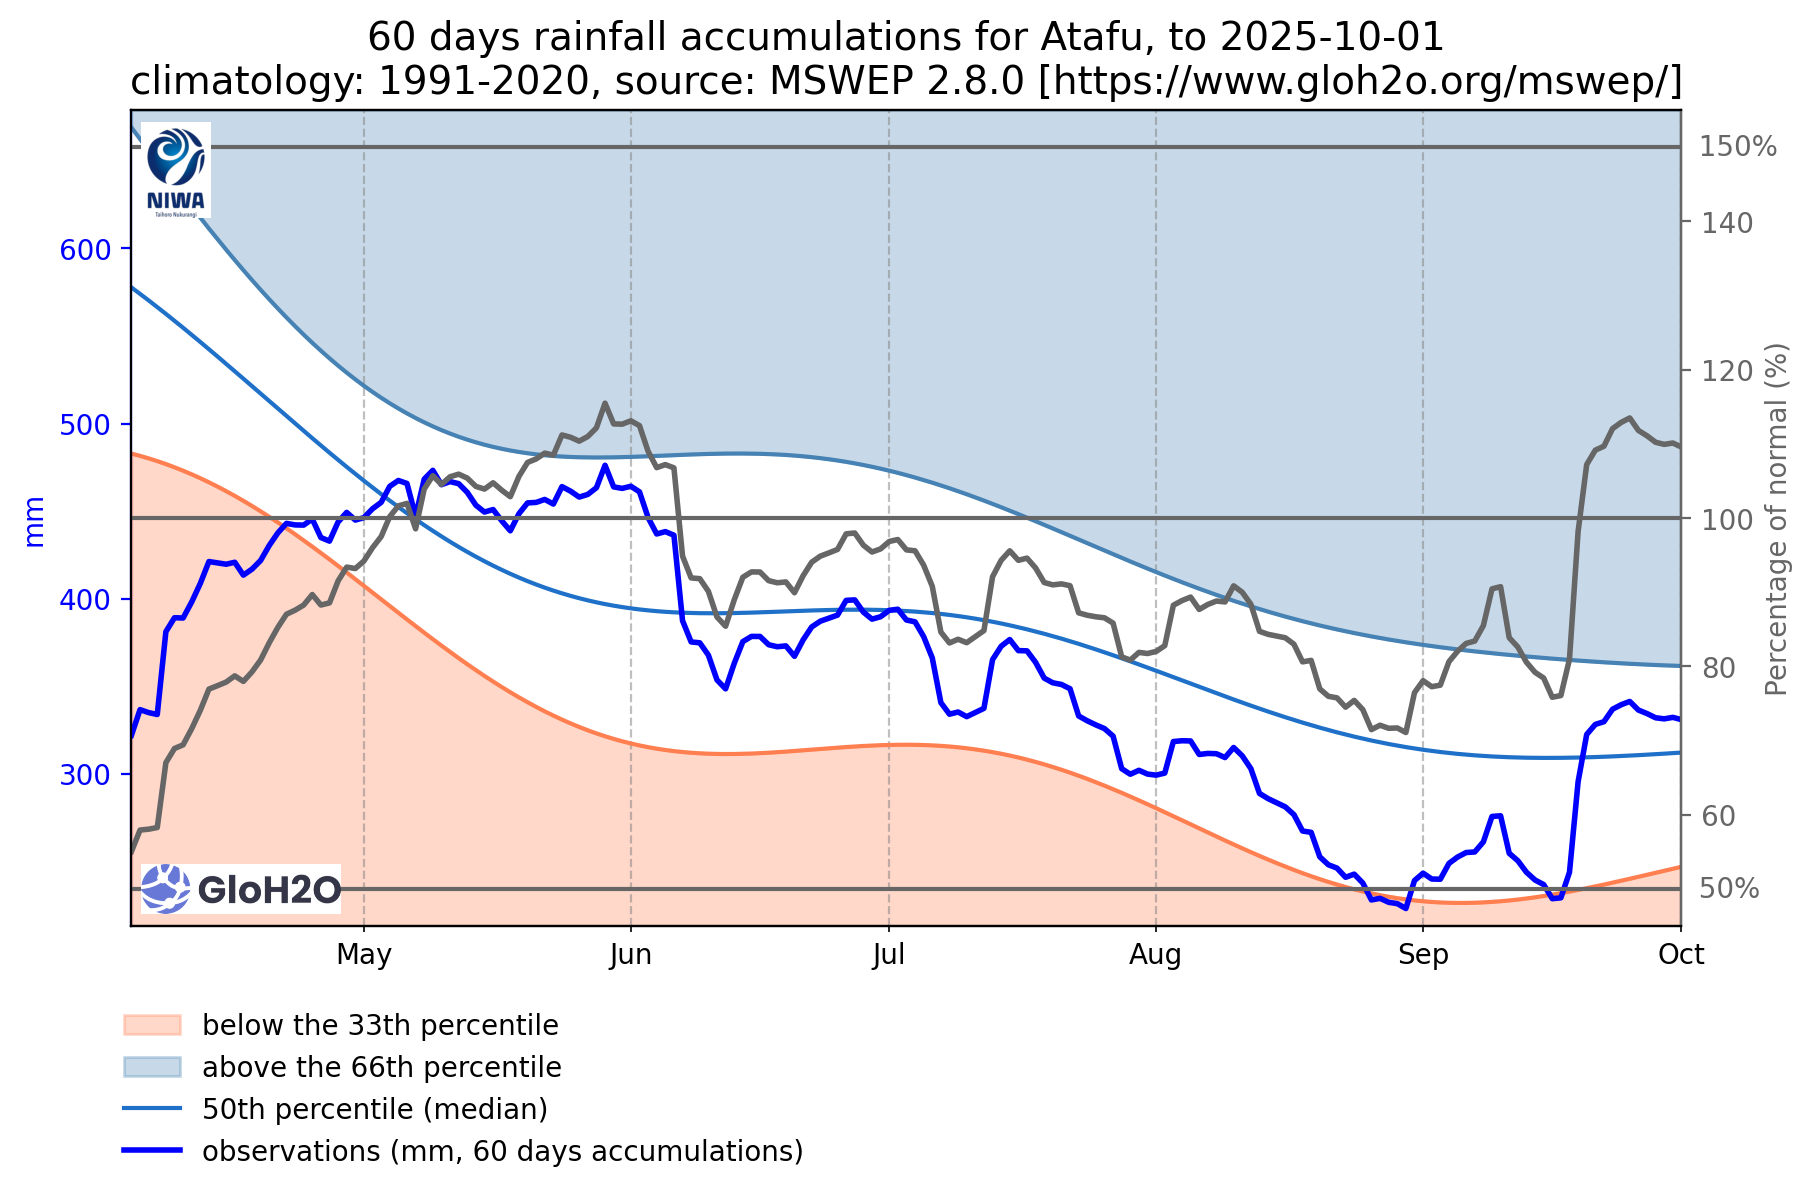 60 days rainfall accumulations for Atafu, to 2025-10-01
climatology: 1991-2020, source: MSWEP 2.8.0 [https://www.gloh2o.org/mswep/]
NIWA
Taihoro Nukurangi
600
500
400
300
mm
150%
140
120
100
80
60
50%
Percentage of normal (%)
GloH2O
May
Jun
Jul
Aug
Sep
Oct
below the 33th percentile
above the 66th percentile
50th percentile (median)
observations (mm, 60 days accumulations)